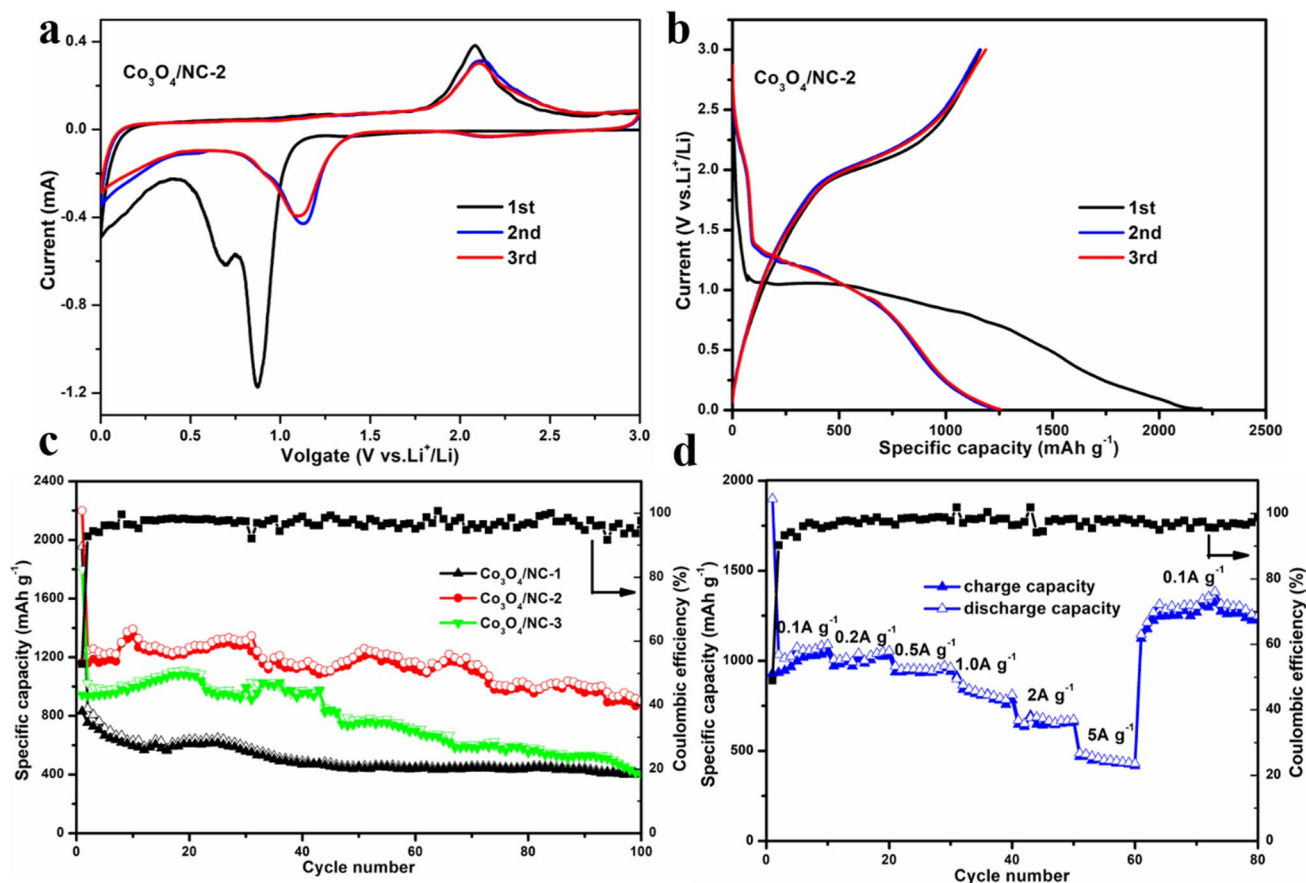 a
Co₃O₄/NC-2
0.4
0.0
-0.4
-0.8
-1.2
Current (mA)
1st
2nd
3rd
0.0 0.5 1.0 1.5 2.0 2.5 3.0
Volgate (V vs.Li⁺/Li)
b
Co₃O₄/NC-2
3.0
2.5
2.0
1.5
1.0
0.5
0.0
Current (V vs.Li⁺/Li)
1st
2nd
3rd
0 500 1000 1500 2000 2500
Specific capacity (mAh g⁻¹)
c
2400
2000
1600
1200
800
400
0
Specific capacity (mAh g⁻¹)
Co₃O₄/NC-1
Co₃O₄/NC-2
Co₃O₄/NC-3
100
80
60
40
20
0
Coulombic efficiency (%)
0 20 40 60 80 100
Cycle number
d
2000
1500
1000
500
0
Specific capacity (mAh g⁻¹)
charge capacity
discharge capacity
0.1A g⁻¹
0.1A g⁻¹
0.2A g⁻¹
0.5A g⁻¹
1.0A g⁻¹
2A g⁻¹
5A g⁻¹
100
80
60
40
20
0
Coulombic efficiency (%)
0 20 40 60 80
Cycle number